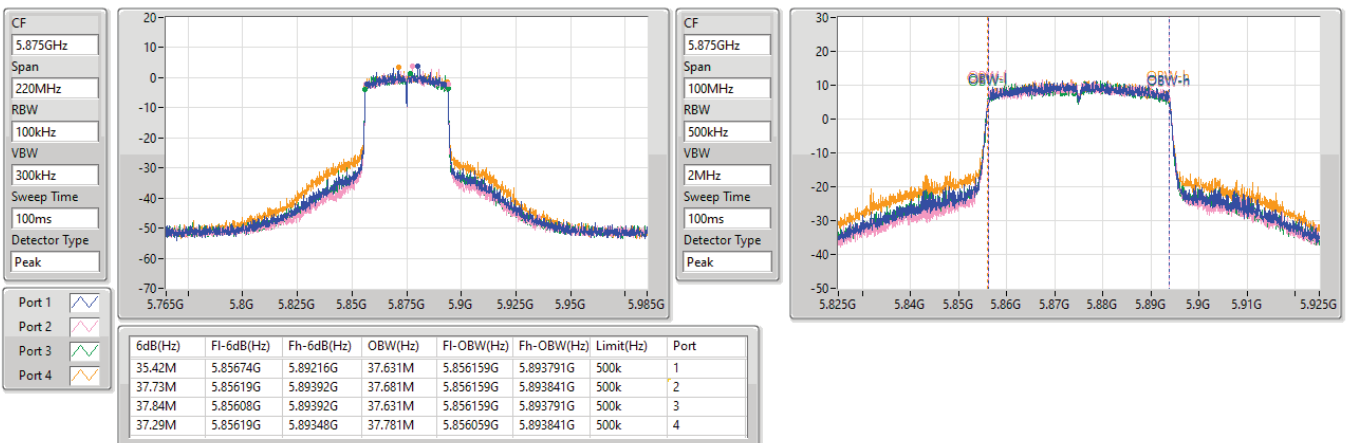 CF
5.875GHz
Span
220MHz
RBW
100kHz
VBW
300kHz
Sweep Time
100ms
Detector Type
Peak
20
10
0
-10
-20
-30
-40
-50
-60
-70
5.765G 5.8G 5.825G 5.85G 5.875G 5.9G 5.925G 5.95G 5.985G
CF
5.875GHz
Span
100MHz
RBW
500kHz
VBW
2MHz
Sweep Time
100ms
Detector Type
Peak
30
20
10
0
-10
-20
-30
-40
-50
OBW-l OBW-h
5.825G 5.84G 5.85G 5.86G 5.87G 5.88G 5.89G 5.9G 5.91G 5.925G
Port 1
Port 2
Port 3
Port 4
6dB(Hz) Fl-6dB(Hz) Fh-6dB(Hz) OBW(Hz) Fl-OBW(Hz) Fh-OBW(Hz) Limit(Hz) Port
35.42M 5.85674G 5.89216G 37.631M 5.856159G 5.893791G 500k 1
37.73M 5.85619G 5.89392G 37.681M 5.856159G 5.893841G 500k 2
37.84M 5.85608G 5.89392G 37.631M 5.856159G 5.893791G 500k 3
37.29M 5.85619G 5.89348G 37.781M 5.856059G 5.893841G 500k 4